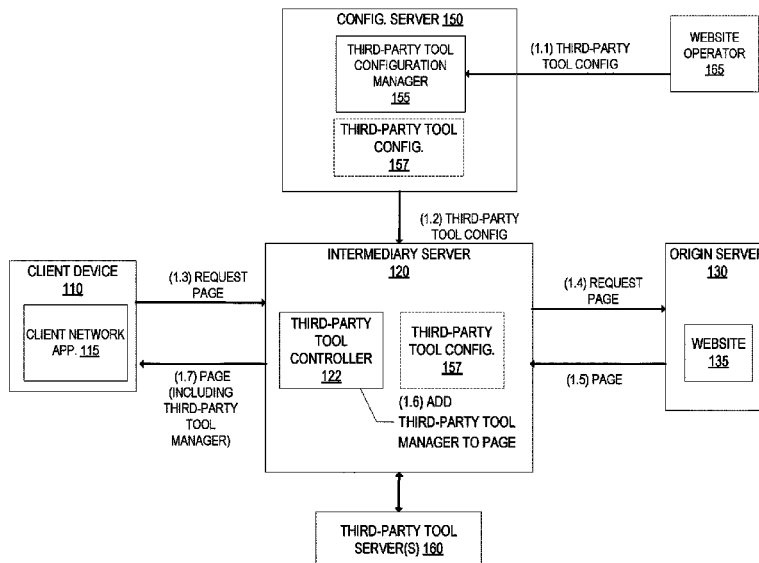 CONFIG. SERVER 150
THIRD-PARTY TOOL
CONFIGURATION
MANAGER
155
THIRD-PARTY TOOL
CONFIG.
157
(1.1) THIRD-PARTY
TOOL CONFIG
WEBSITE
OPERATOR
165
(1.2) THIRD-PARTY
TOOL CONFIG
CLIENT DEVICE
110
CLIENT NETWORK
APP. 115
(1.3) REQUEST
PAGE
(1.7) PAGE
(INCLUDING
THIRD-PARTY
TOOL
MANAGER)
INTERMEDIARY SERVER
120
THIRD-PARTY
TOOL
CONTROLLER
122
THIRD-PARTY
TOOL CONFIG.
157
(1.6) ADD
THIRD-PARTY TOOL
MANAGER TO PAGE
(1.4) REQUEST
PAGE
(1.5) PAGE
ORIGIN SERVER
130
WEBSITE
135
THIRD-PARTY TOOL
SERVER(S) 160